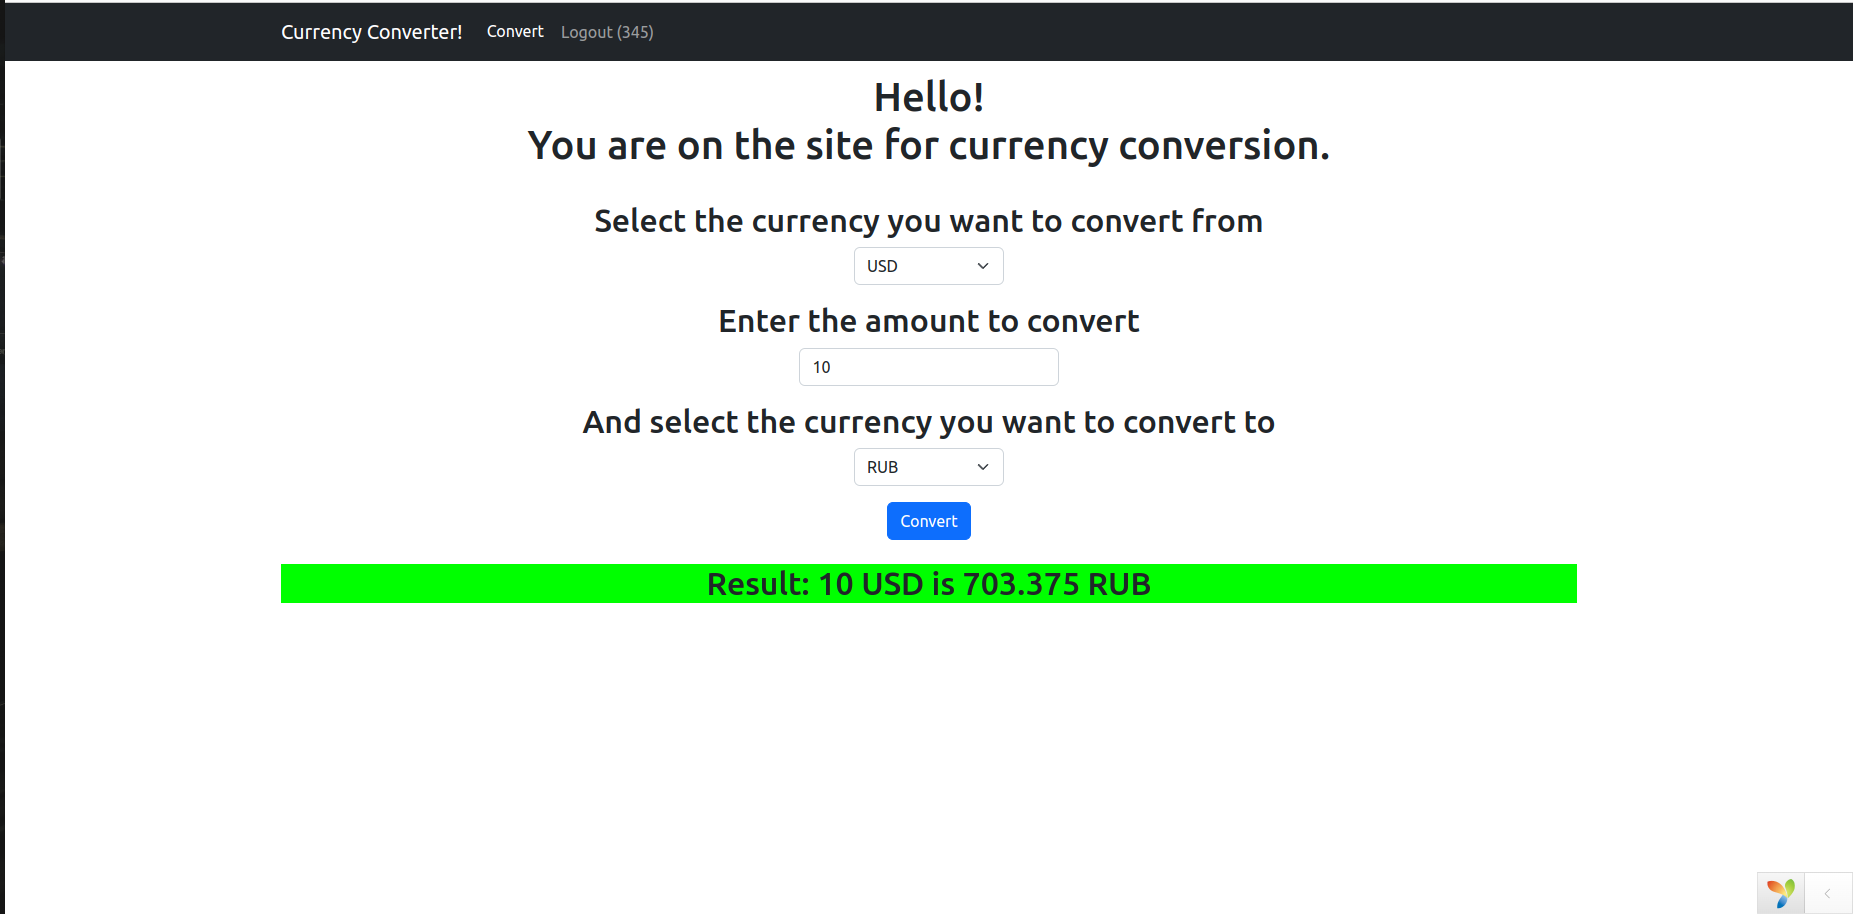 Currency Converter! Convert Logout (345)
Hello!
You are on the site for currency conversion.
Select the currency you want to convert from
USD
Enter the amount to convert
10
And select the currency you want to convert to
RUB
Convert
Result: 10 USD is 703.375 RUB